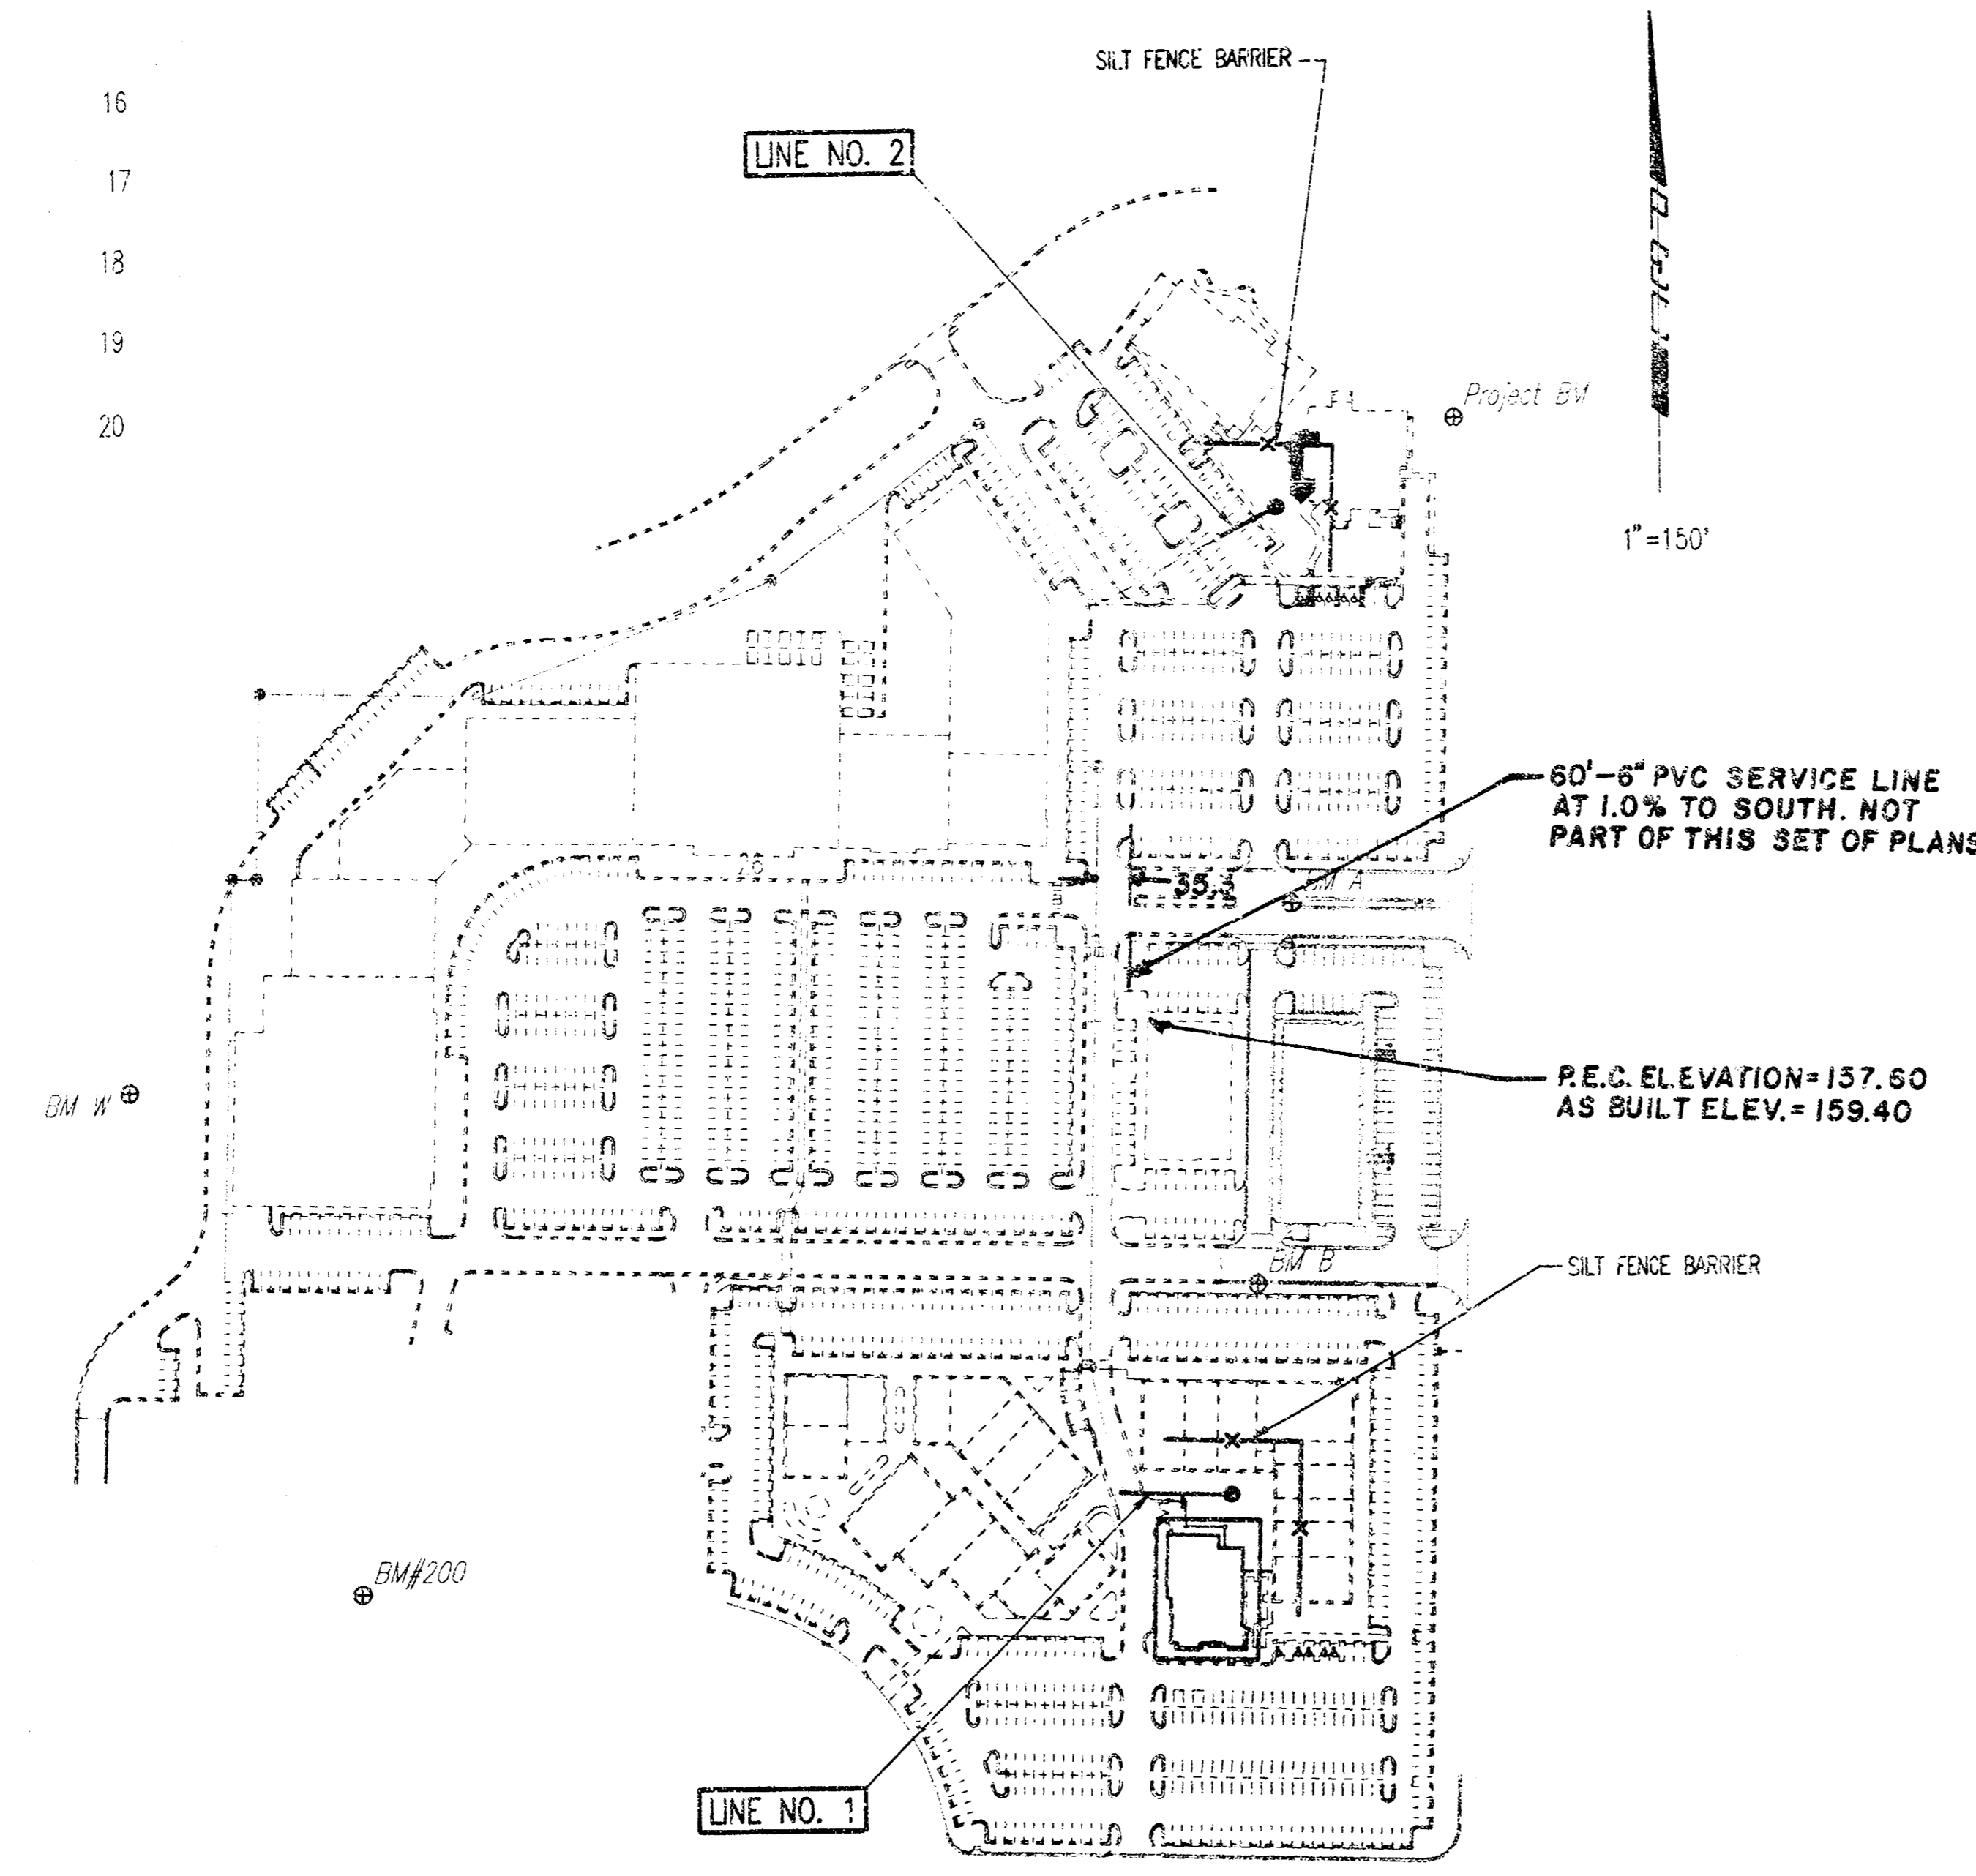 SILT FENCE BARRIER
16
LINE NO. 2
17
18
19
Project BM
20
1"=150'
60'-6" PVC SERVICE LINE
AT 1.0% TO SOUTH. NOT
PART OF THIS SET OF PLANS
26
35.3
BM A
P.E.C. ELEVATION=157.60
AS BUILT ELEV.=159.40
BM W
BM B
SILT FENCE BARRIER
BM#200
LINE NO. 1